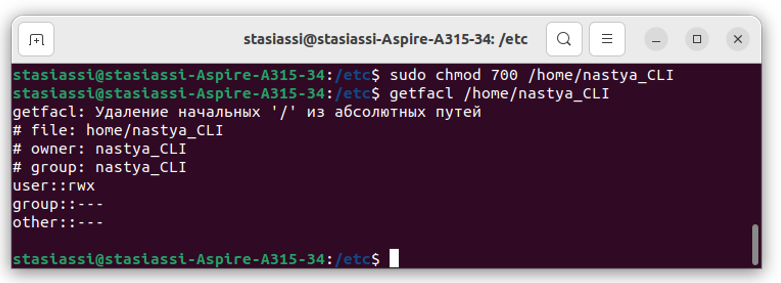 stasiassi@stasiassi-Aspire-A315-34: /etc
stasiassi@stasiassi-Aspire-A315-34:/etc$ sudo chmod 700 /home/nastya_CLI
stasiassi@stasiassi-Aspire-A315-34:/etc$ getfacl /home/nastya_CLI
getfacl: Удаление начальных '/' из абсолютных путей
# file: home/nastya_CLI
# owner: nastya_CLI
# group: nastya_CLI
user::rwx
group::---
other::---
stasiassi@stasiassi-Aspire-A315-34:/etc$